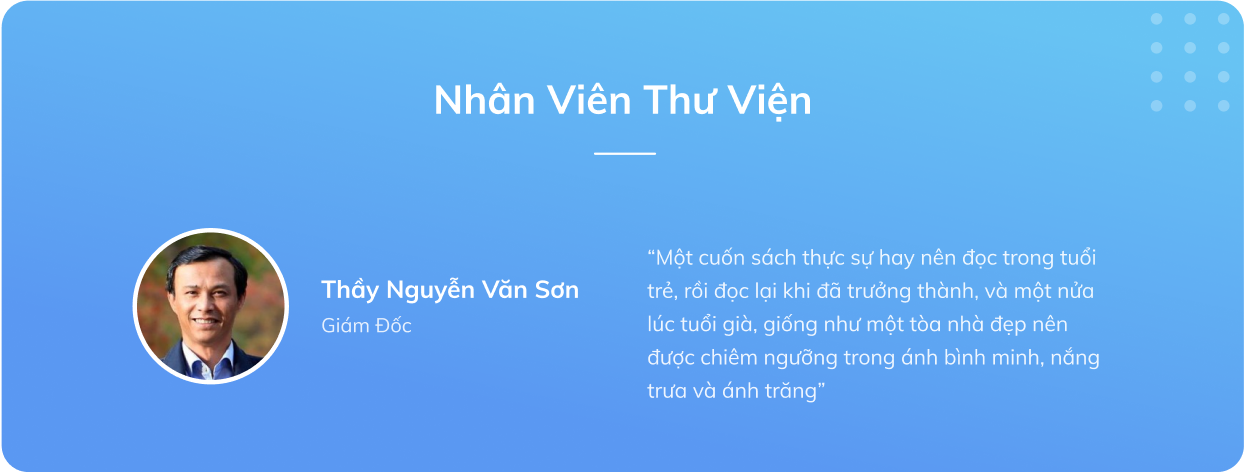 Nhân Viên Thư Viện
Thầy Nguyễn Văn Sơn
Giám Đốc
“Một cuốn sách thực sự hay nên đọc trong tuổi
trẻ, rồi đọc lại khi đã trưởng thành, và một nửa
lúc tuổi già, giống như một tòa nhà đẹp nên
được chiêm ngưỡng trong ánh bình minh, nắng
trưa và ánh trăng”